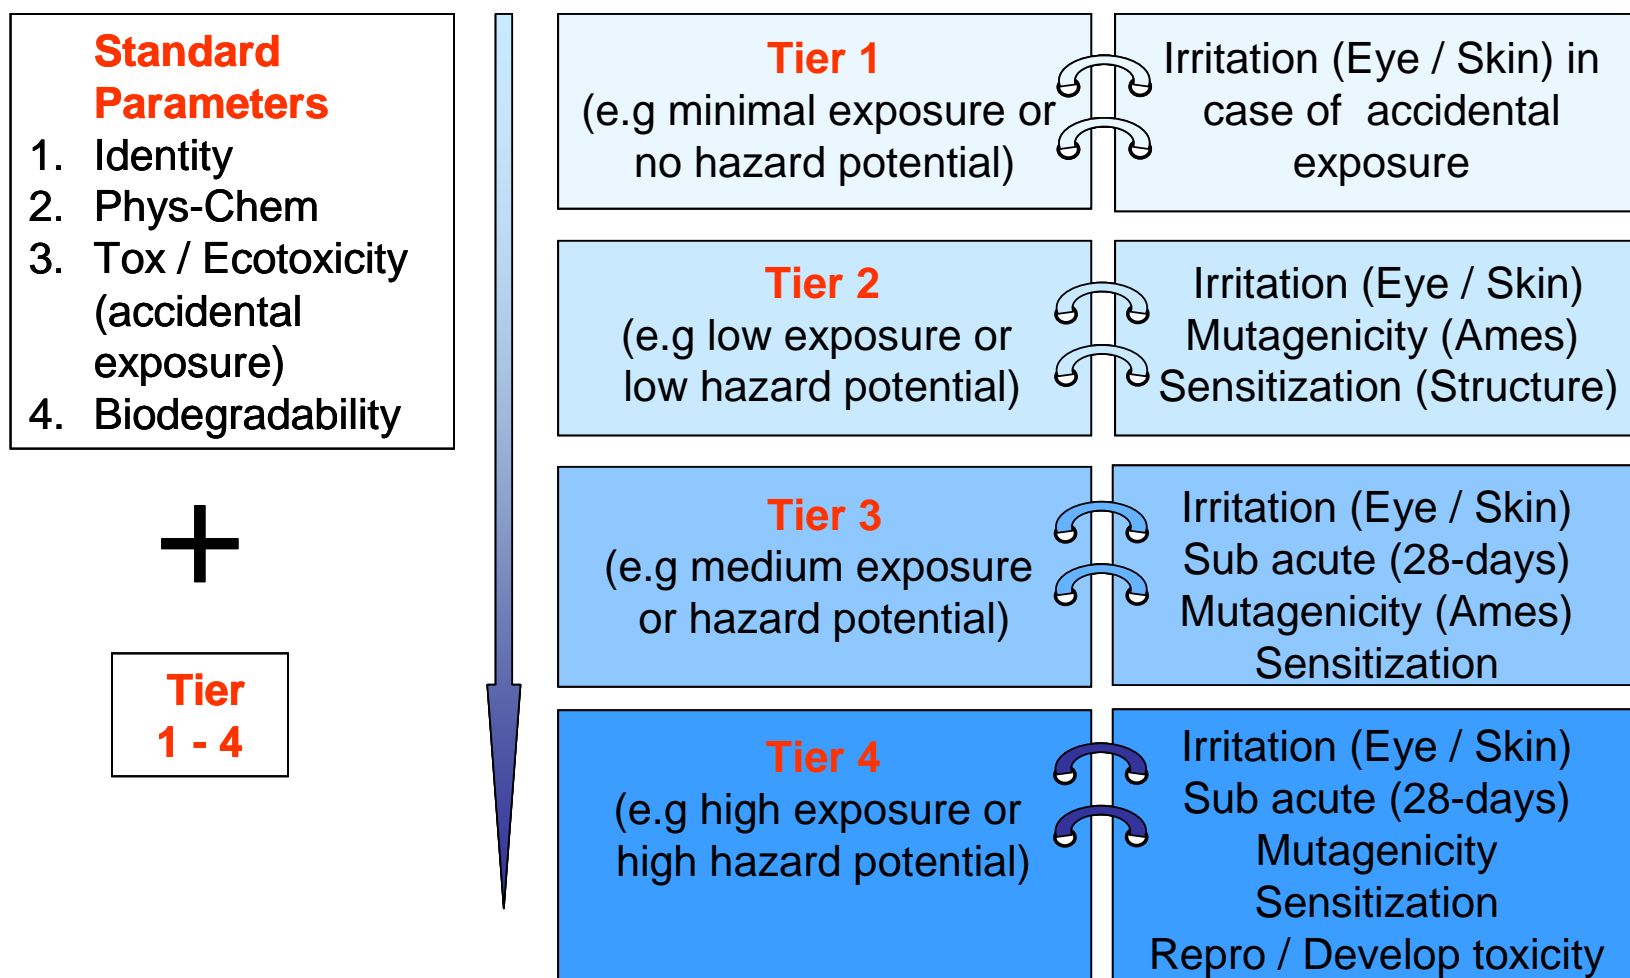 Standard
Parameters
1. Identity
2. Phys-Chem
3. Tox / Ecotoxicity
(accidental
exposure)
4. Biodegradability
+
Tier
1 - 4
Tier 1
(e.g minimal exposure or
no hazard potential)
Irritation (Eye / Skin) in
case of accidental
exposure
Tier 2
(e.g low exposure or
low hazard potential)
Irritation (Eye / Skin)
Mutagenicity (Ames)
Sensitization (Structure)
Tier 3
(e.g medium exposure
or hazard potential)
Irritation (Eye / Skin)
Sub acute (28-days)
Mutagenicity (Ames)
Sensitization
Tier 4
(e.g high exposure or
high hazard potential)
Irritation (Eye / Skin)
Sub acute (28-days)
Mutagenicity
Sensitization
Repro / Develop toxicity